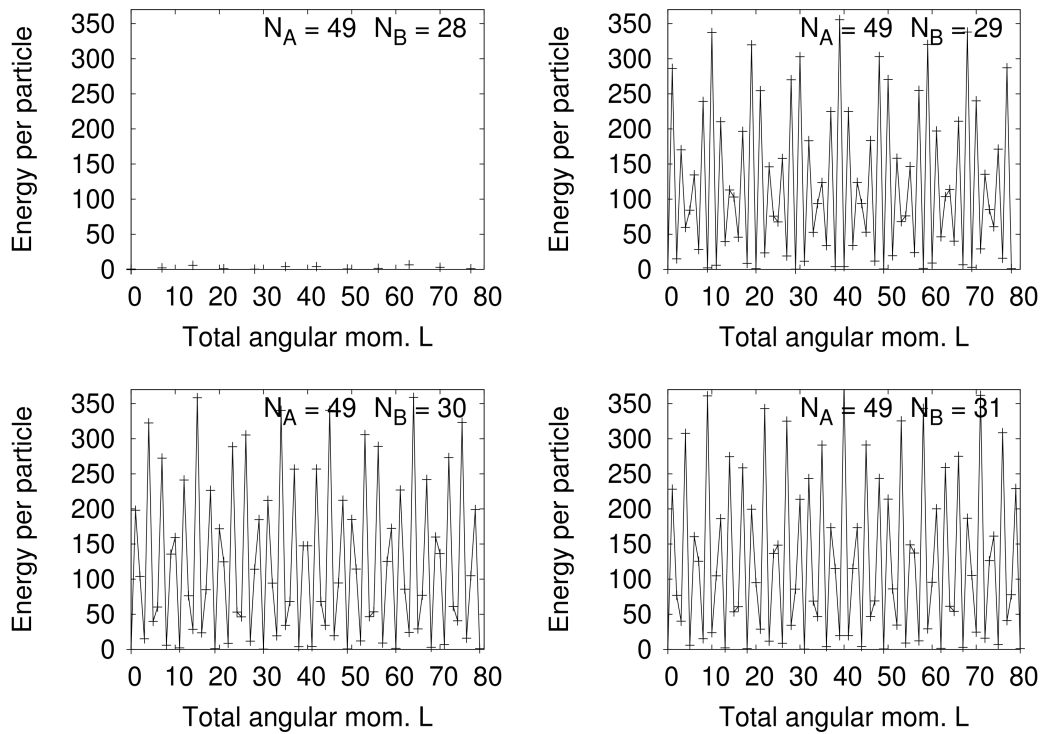 Energy per particle
350
300
250
200
150
100
50
0
N_A = 49 N_B = 28
0 10 20 30 40 50 60 70 80
Total angular mom. L
Energy per particle
350
300
250
200
150
100
50
0
N_A = 49 N_B = 29
0 10 20 30 40 50 60 70 80
Total angular mom. L
Energy per particle
350
300
250
200
150
100
50
0
N_A = 49 N_B = 30
0 10 20 30 40 50 60 70 80
Total angular mom. L
Energy per particle
350
300
250
200
150
100
50
0
N_A = 49 N_B = 31
0 10 20 30 40 50 60 70 80
Total angular mom. L